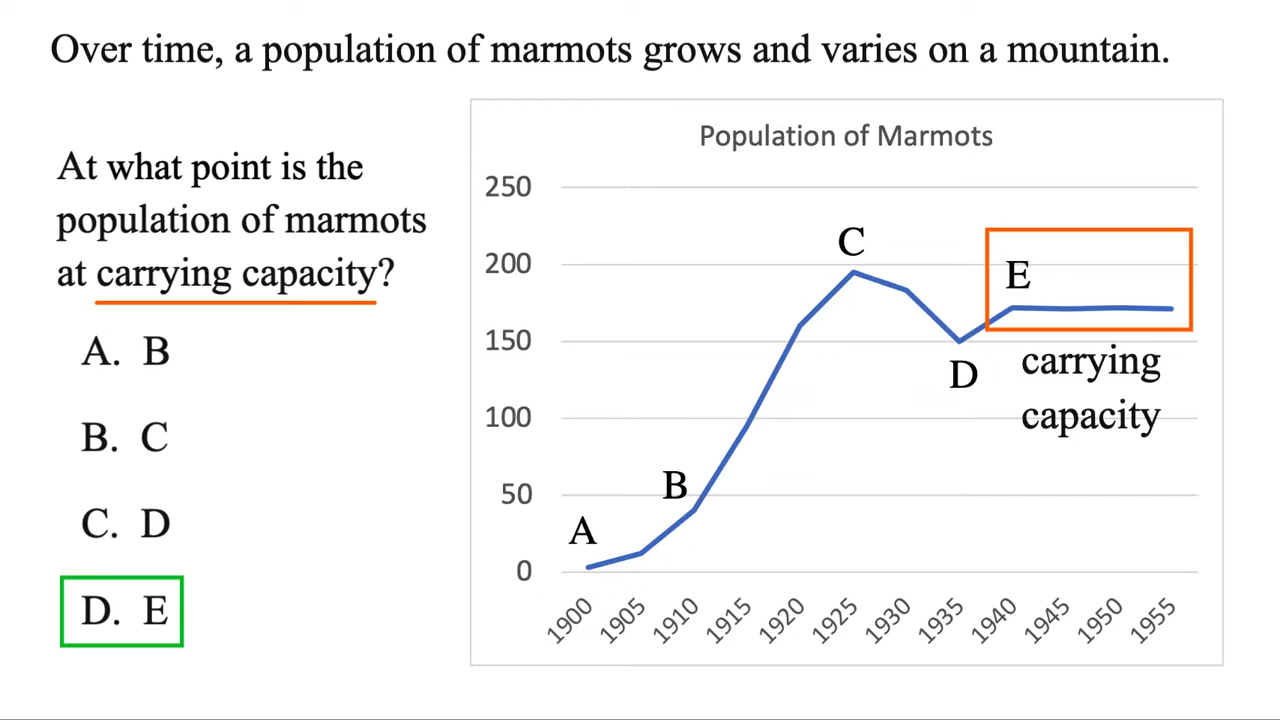 Over time, a population of marmots grows and varies on a mountain.
At what point is the
population of marmots
at carrying capacity?
A. B
B. C
C. D
D. E
Population of Marmots
250
200
150
100
50
0
A
B
C
D
E
carrying
capacity
1900
1905
1910
1915
1920
1925
1930
1935
1940
1945
1950
1955